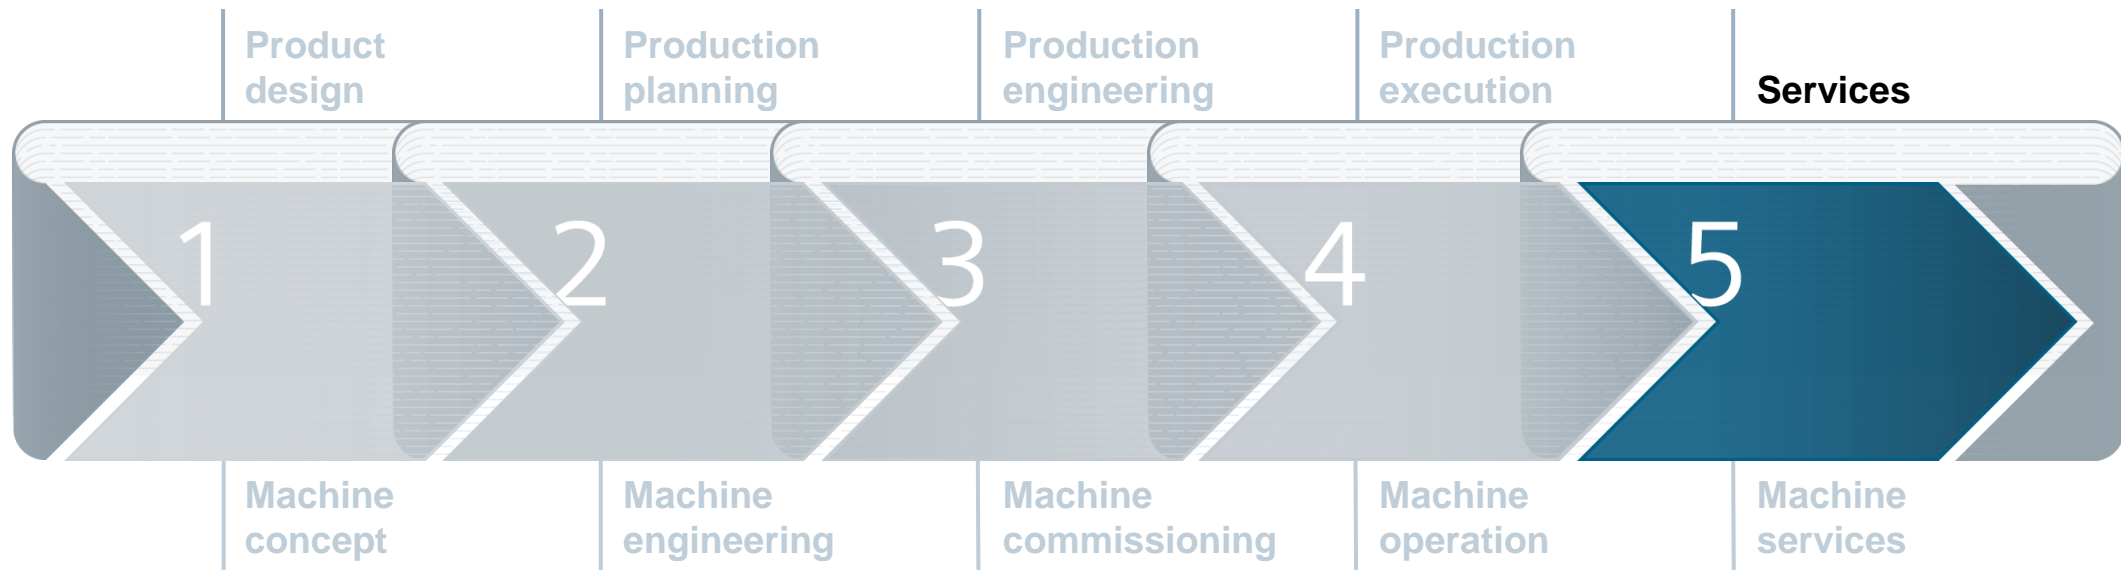 Product
design
Production
planning
Production
engineering
Production
execution
Services
1
2
3
4
5
Machine
concept
Machine
engineering
Machine
commissioning
Machine
operation
Machine
services